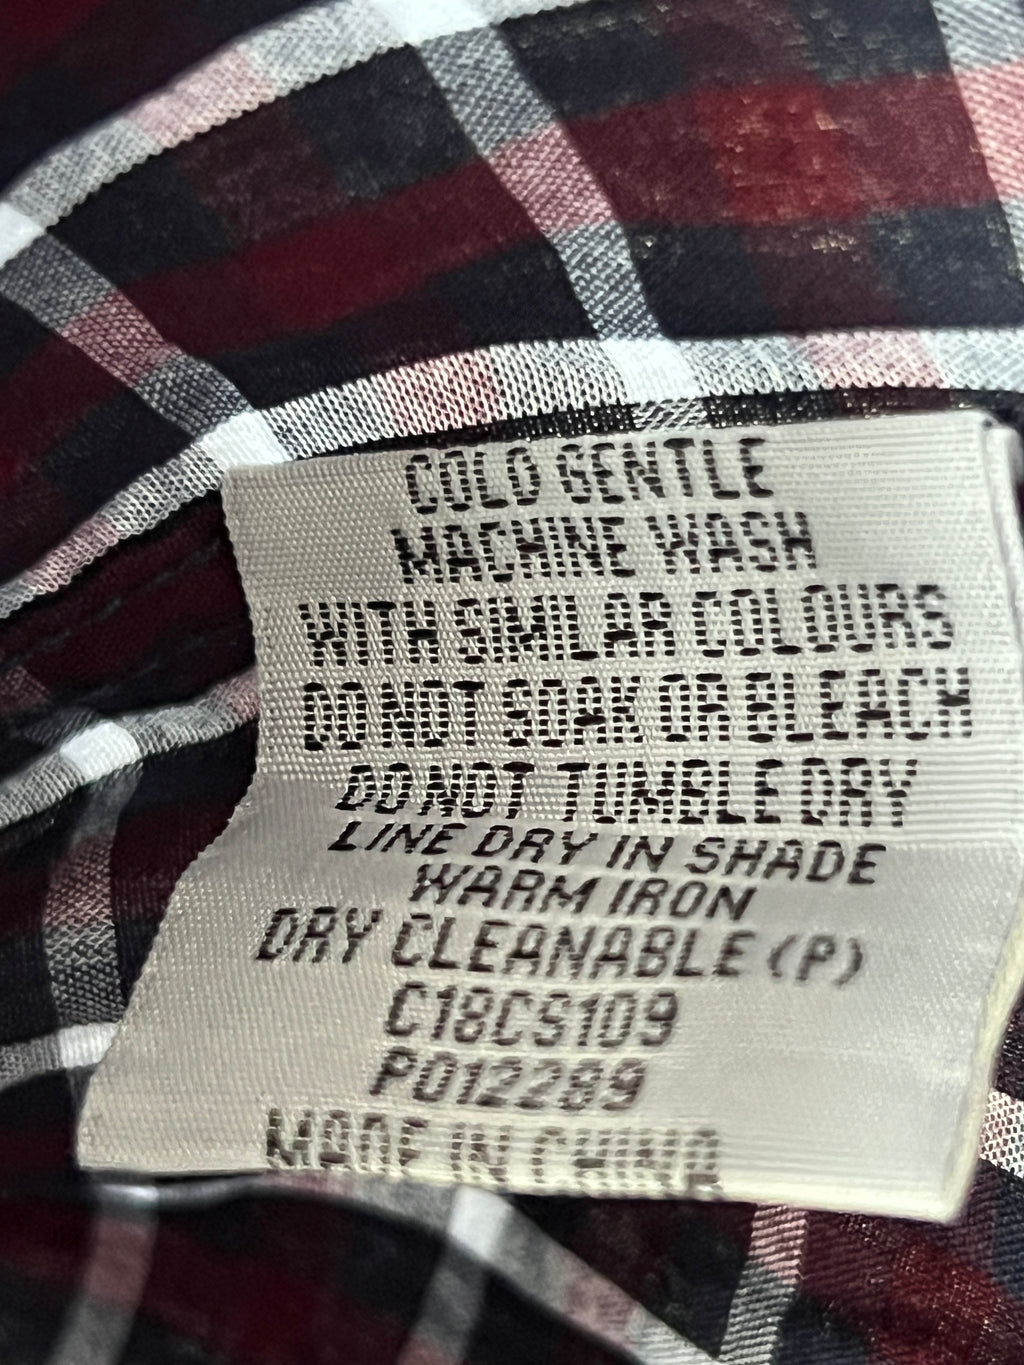 COLD GENTLE
MACHINE WASH
WITH SIMILAR COLOURS
DO NOT SOAK OR BLEACH
DO NOT TUMBLE DRY
LINE DRY IN SHADE
WARM IRON
DRY CLEANABLE (P)
C18CS109
P012289
MADE IN CHINA